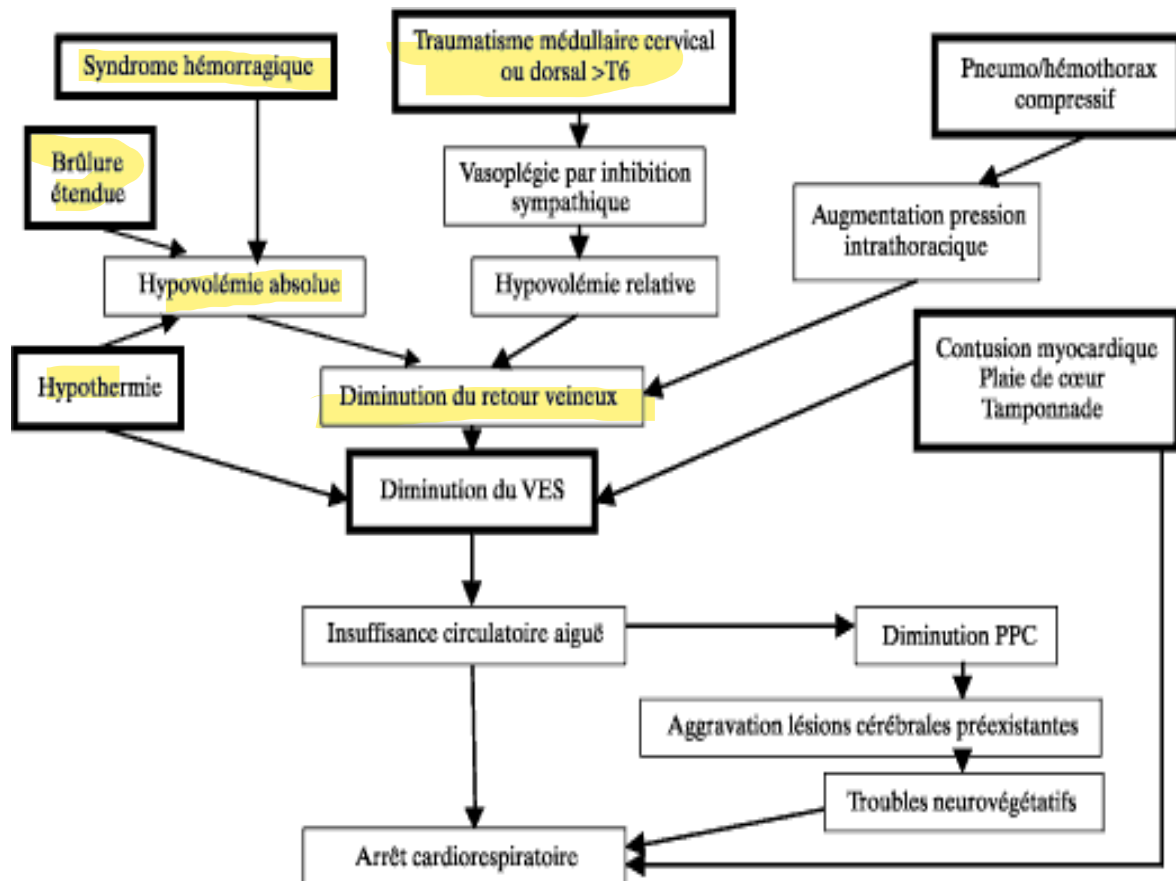 Syndrome hémorragique
Traumatisme médullaire cervical
ou dorsal >T6
Pneumo/hémothorax
compressif
Brûlure
étendue
Vasoplégie par inhibition
sympathique
Augmentation pression
intrathoracique
Hypovolémie absolue
Hypovolémie relative
Hypothermie
Diminution du retour veineux
Contusion myocardique
Plaie de cœur
Tamponnade
Diminution du VES
Insuffisance circulatoire aiguë
Diminution PPC
Aggravation lésions cérébrales préexistantes
Troubles neurovégétatifs
Arrêt cardiorespiratoire